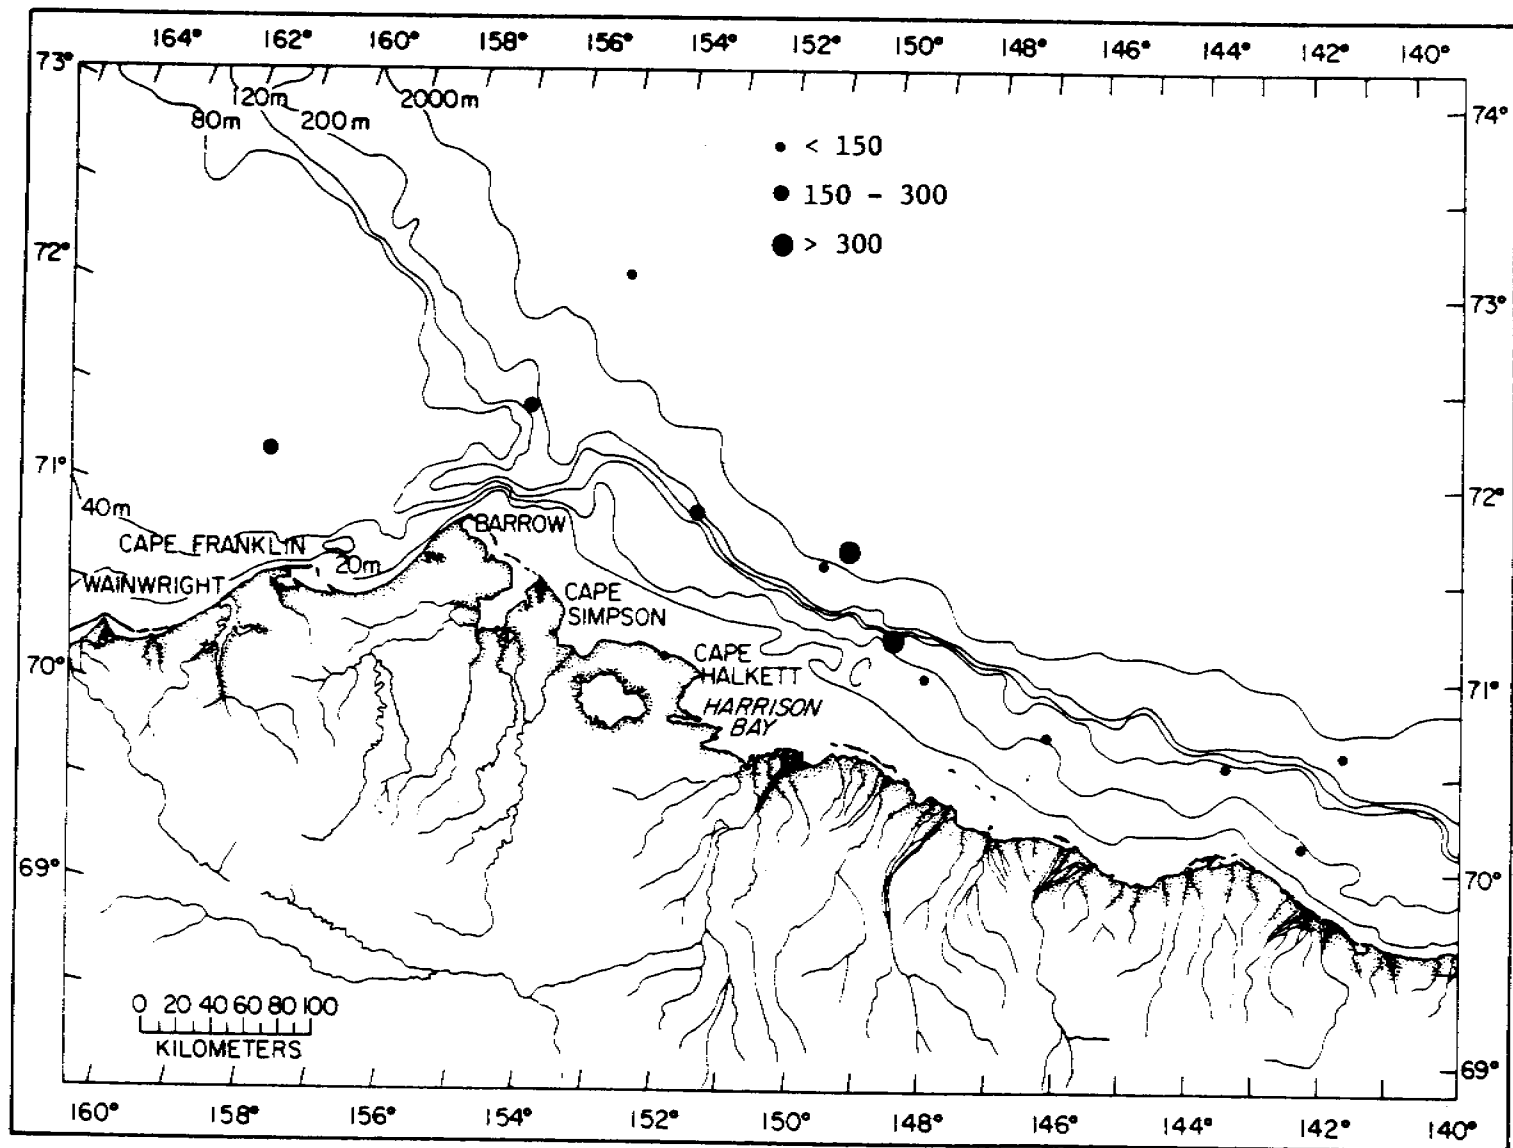 164° 162° 160° 158° 156° 154° 152° 150° 148° 146° 144° 142° 140°
73°
120m 2000m
80m 200m
74°
• < 150
● 150 - 300
● > 300
72°
73°
71°
72°
40m
BARROW
CAPE FRANKLIN
20m
WAINWRIGHT
CAPE
SIMPSON
70°
CAPE
HALKETT
71°
HARRISON
BAY
69°
70°
0 20 40 60 80 100
KILOMETERS
69°
160° 158° 156° 154° 152° 150° 148° 146° 144° 142° 140°